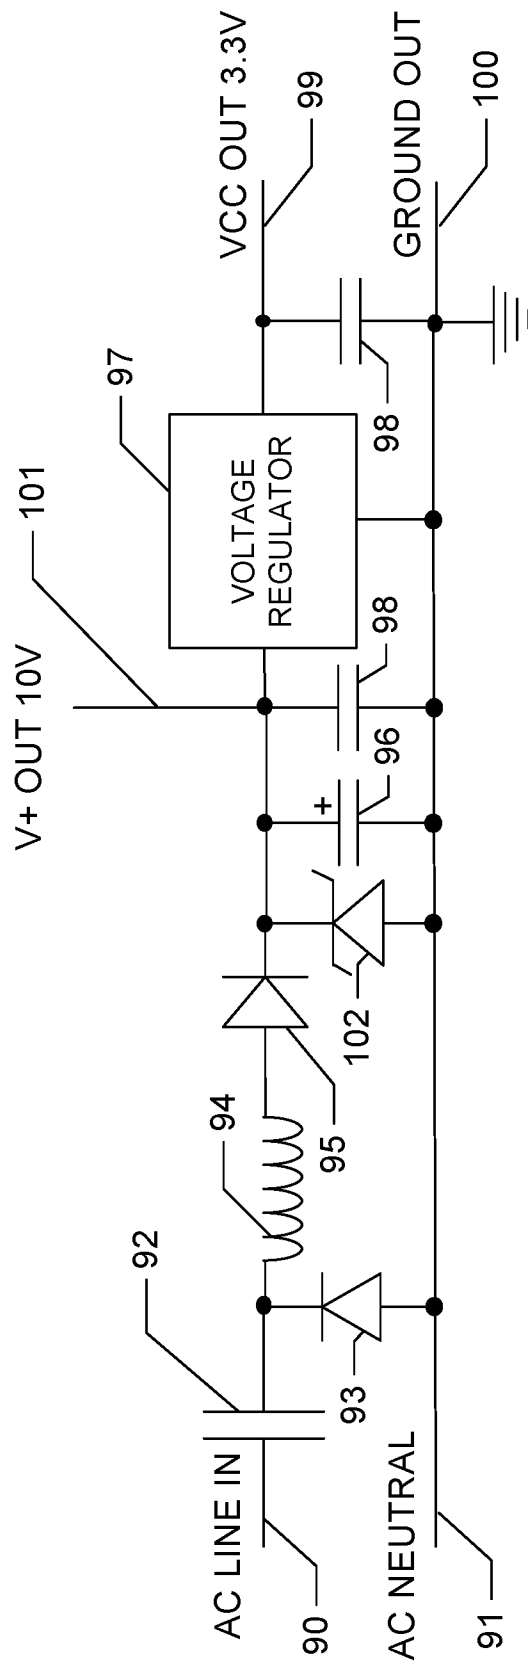 V+ OUT 10V
101
97
VCC OUT 3.3V
99
92
94
VOLTAGE
REGULATOR
AC LINE IN
90
95
102
96
98
98
GROUND OUT
100
93
+
AC NEUTRAL
91